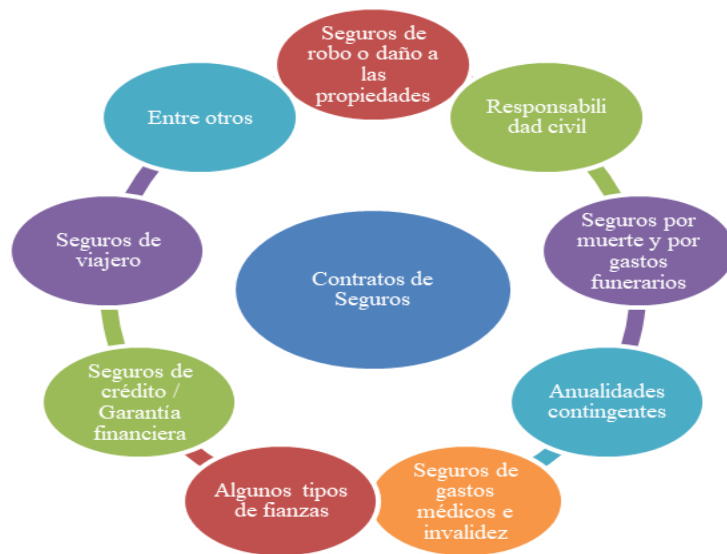 Seguros de
robo o daño a
las
propiedades
Responsabili
dad civil
Seguros por
muerte y por
gastos
funerarios
Anualidades
contingentes
Seguros de
gastos
médicos e
invalidez
Algunos tipos
de fianzas
Seguros de
crédito /
Garantía
financiera
Seguros de
viajero
Entre otros
Contratos de
Seguros